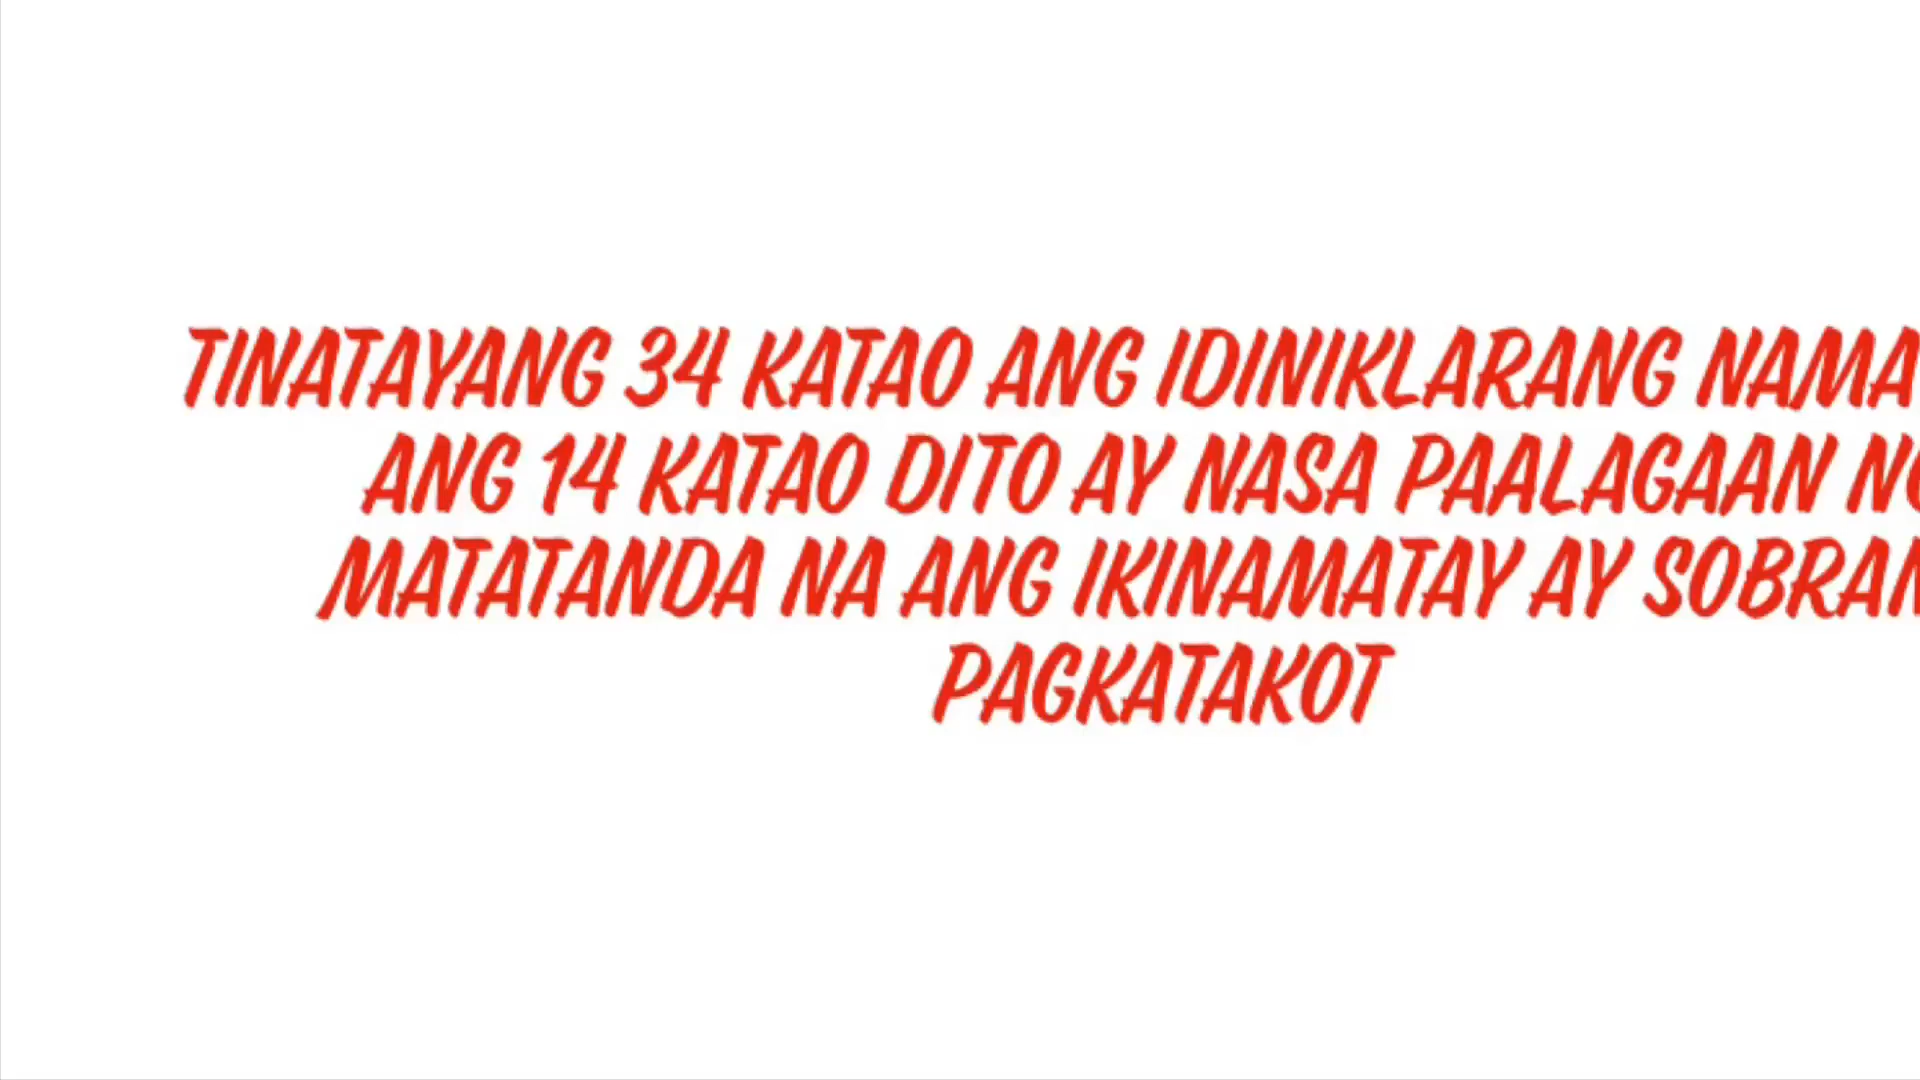 TINATAYANG 34 KATAO ANG IDINIKLARANG
ANG 14 KATAO DITO AY NASA PAALAGAAN
MATATANDA NA ANG IKINAMATAY AY
PAGKATAKOT